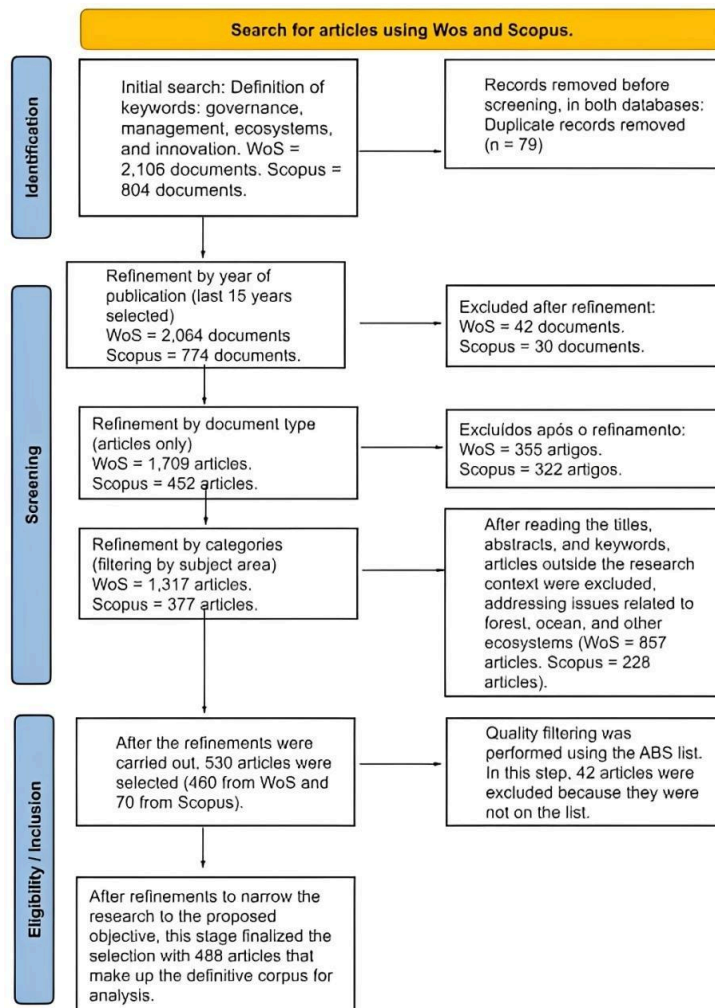 Search for articles using Wos and Scopus.
Identification
Initial search: Definition of
keywords: governance,
management, ecosystems,
and innovation. WoS =
2,106 documents. Scopus =
804 documents.
Records removed before
screening, in both databases:
Duplicate records removed
(n = 79)
Screening
Refinement by year of
publication (last 15 years
selected)
WoS = 2,064 documents
Scopus = 774 documents.
Excluded after refinement:
WoS = 42 documents.
Scopus = 30 documents.
Refinement by document type
(articles only)
WoS = 1,709 articles.
Scopus = 452 articles.
Excluídos após o refinamento:
WoS = 355 artigos.
Scopus = 322 artigos.
Refinement by categories
(filtering by subject area)
WoS = 1,317 articles.
Scopus = 377 articles.
After reading the titles,
abstracts, and keywords,
articles outside the research
context were excluded,
addressing issues related to
forest, ocean, and other
ecosystems (WoS = 857
articles. Scopus = 228
articles).
Eligibility / Inclusion
After the refinements were
carried out, 530 articles were
selected (460 from WoS and
70 from Scopus).
Quality filtering was
performed using the ABS list.
In this step, 42 articles were
excluded because they were
not on the list.
After refinements to narrow the
research to the proposed
objective, this stage finalized the
selection with 488 articles that
make up the definitive corpus for
analysis.